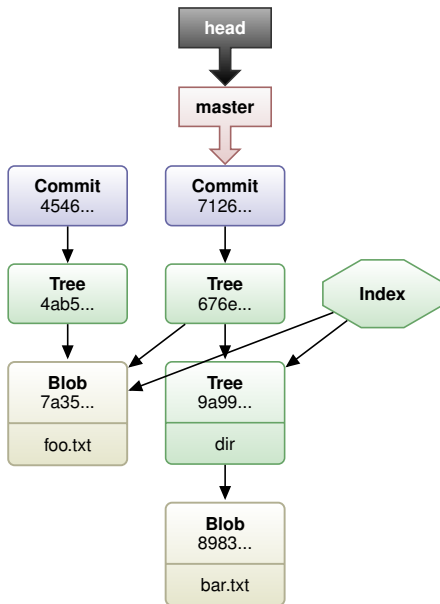 head
master
Commit
4546...
Commit
7126...
Tree
4ab5...
Tree
676e...
Index
Blob
7a35...
foo.txt
Tree
9a99...
dir
Blob
8983...
bar.txt